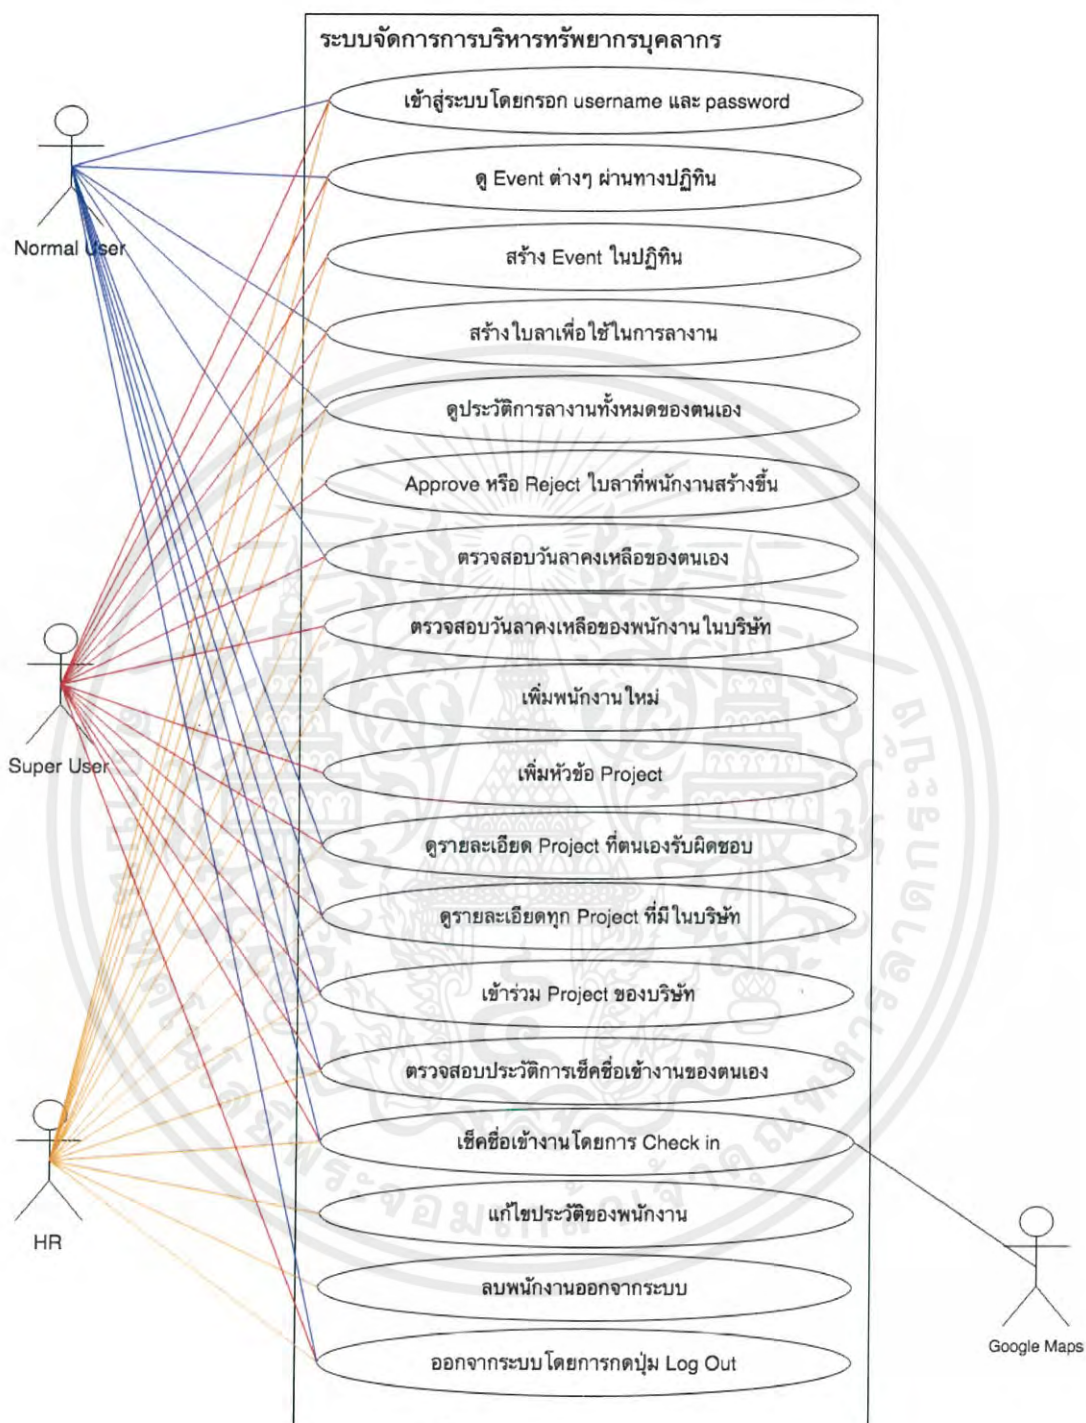 ระบบจัดการการบริหารทรัพยากรบุคลากร
เข้าสู่ระบบโดยกรอก username และ password
Normal User
ดู Event ต่างๆ ผ่านทางปฏิทิน
สร้าง Event ในปฏิทิน
สร้างใบลาเพื่อใช้ในการลางาน
ดูประวัติการลางานทั้งหมดของตนเอง
Approve หรือ Reject ใบลาที่พนักงานสร้างขึ้น
ตรวจสอบวันลาคงเหลือของตนเอง
ตรวจสอบวันลาคงเหลือของพนักงานในบริษัท
เพิ่มพนักงานใหม่
Super User
เพิ่มหัวข้อ Project
ดูรายละเอียด Project ที่ตนเองรับผิดชอบ
ดูรายละเอียดทุก Project ที่มีในบริษัท
เข้าร่วม Project ของบริษัท
ตรวจสอบประวัติการเช็คชื่อเข้างานของตนเอง
เช็คชื่อเข้างานโดยการ Check in
แก้ไขประวัติของพนักงาน
HR
ลบพนักงานออกจากระบบ
Google Maps
ออกจากระบบโดยการกดปุ่ม Log Out